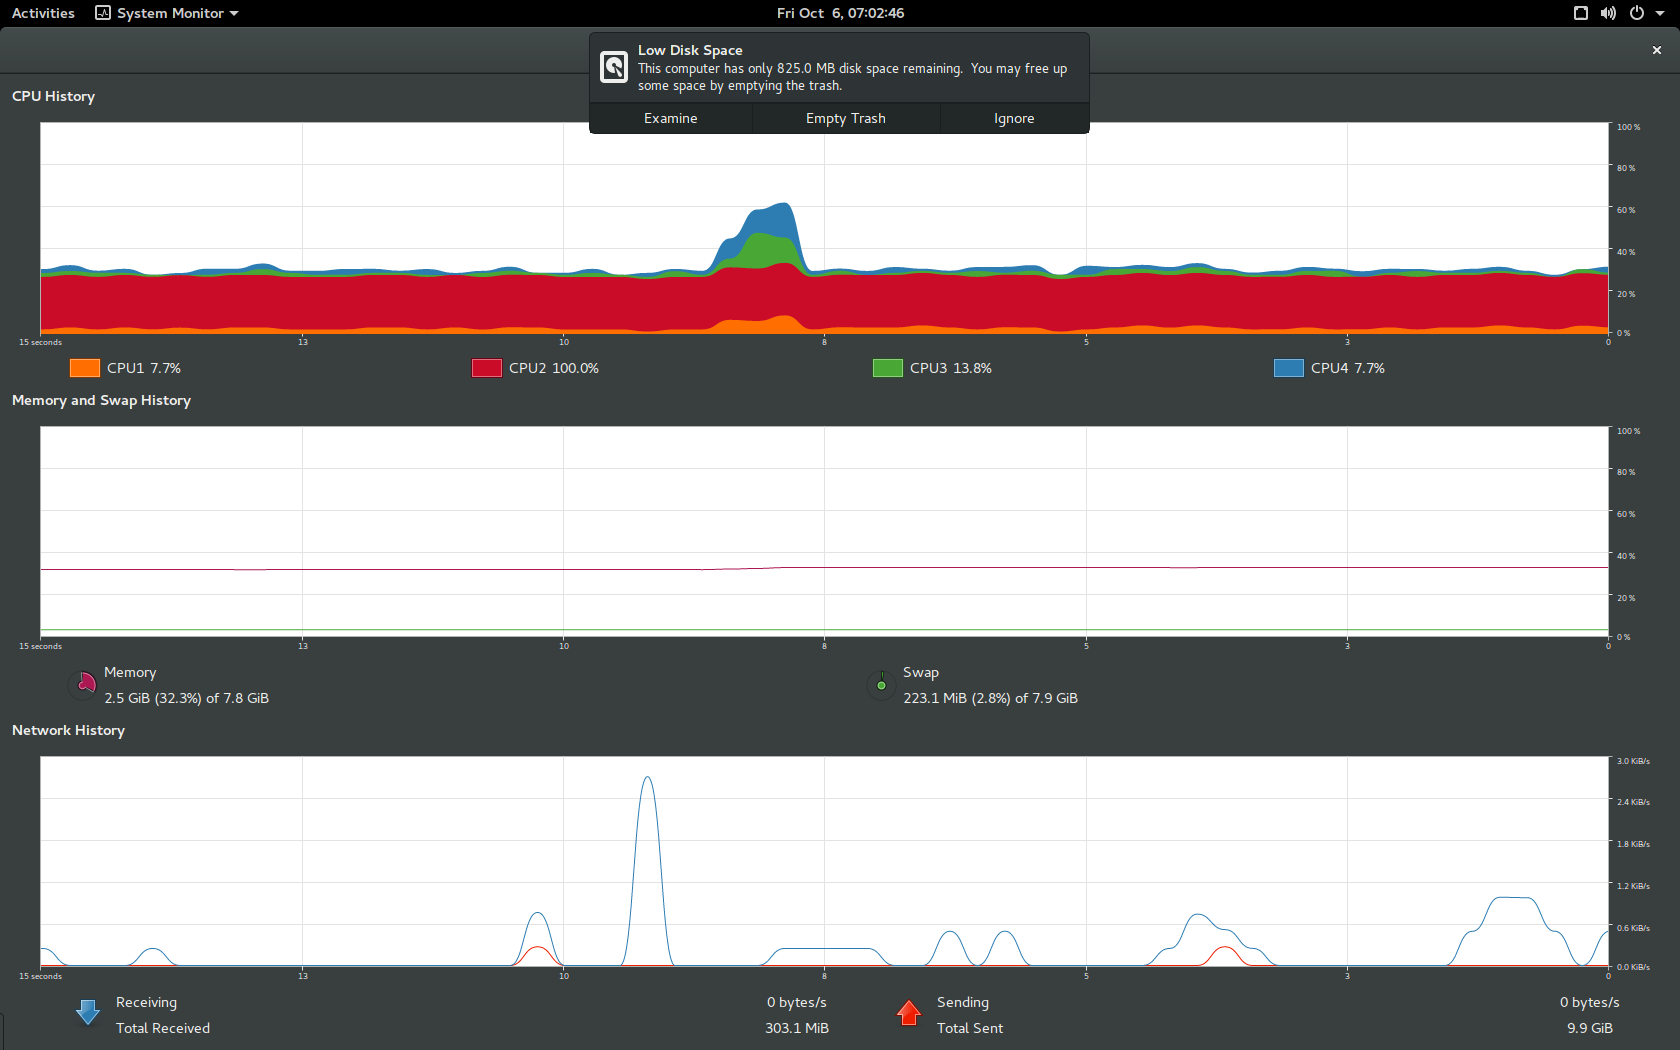 Activities
System Monitor
Fri Oct 6, 07:02:46
Low Disk Space
This computer has only 825.0 MB disk space remaining. You may free up
some space by emptying the trash.
Examine
Empty Trash
Ignore
CPU History
100 %
80 %
60 %
40 %
20 %
0 %
15 seconds
13
10
8
5
3
0
CPU1 7.7%
CPU2 100.0%
CPU3 13.8%
CPU4 7.7%
Memory and Swap History
100 %
80 %
60 %
40 %
20 %
0 %
15 seconds
13
10
8
5
3
0
Memory
2.5 GiB (32.3%) of 7.8 GiB
Swap
223.1 MiB (2.8%) of 7.9 GiB
Network History
3.0 KiB/s
2.4 KiB/s
1.8 KiB/s
1.2 KiB/s
0.6 KiB/s
0.0 KiB/s
15 seconds
13
10
8
5
3
0
Receiving
0 bytes/s
Total Received
303.1 MiB
Sending
0 bytes/s
Total Sent
9.9 GiB